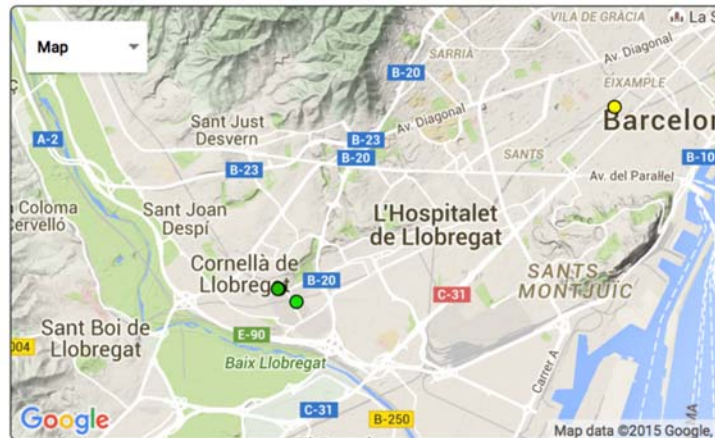 Map
VILA DE GRÀCIA
La S
Av. Diagonal
SARRIÀ
B-20
EIXAMPLE
Av. Diagonal
Barcelon
Sant Just
Desvern
A-2
B-23
B-20
SANTS
B-10
B-23
Av. del Paral·lel
a Coloma
Cervelló
Sant Joan
Despí
L'Hospitalet
de Llobregat
Cornellà de
Llobregat
B-20
SANTS
MONTJUÏC
C-31
Sant Boi de
Llobregat
E-90
004
Baix Llobregat
Carrer A
C-31
B-250
MA
Google
Map data ©2015 Google,